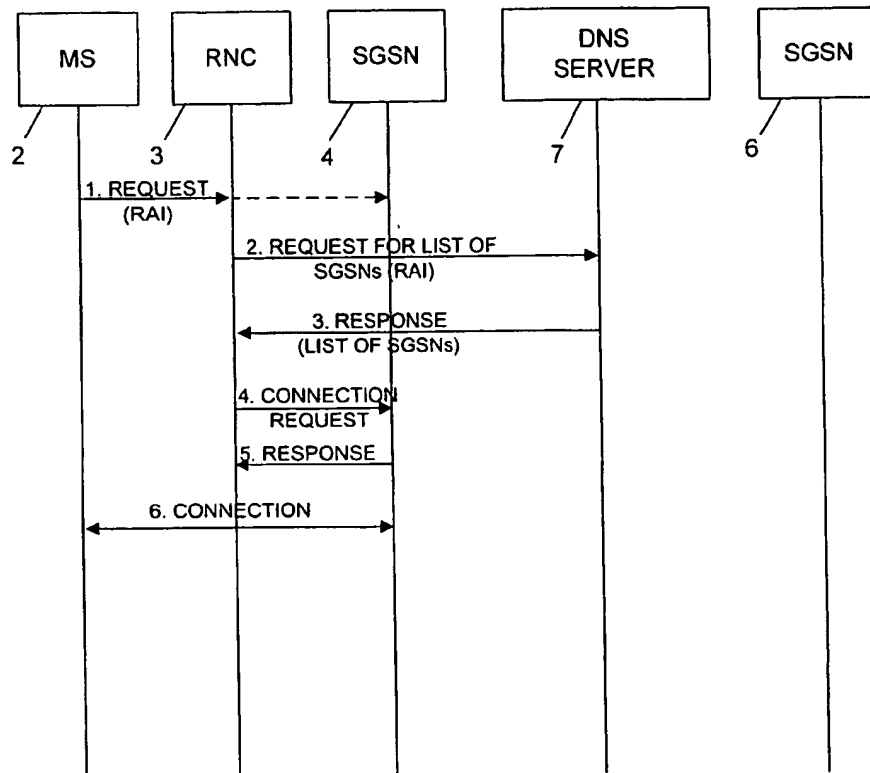 MS
RNC
SGSN
DNS
SERVER
SGSN
2
3
4
7
6
1. REQUEST
(RAI)
2. REQUEST FOR LIST OF
SGSNs (RAI)
3. RESPONSE
(LIST OF SGSNs)
4. CONNECTION
REQUEST
5. RESPONSE
6. CONNECTION